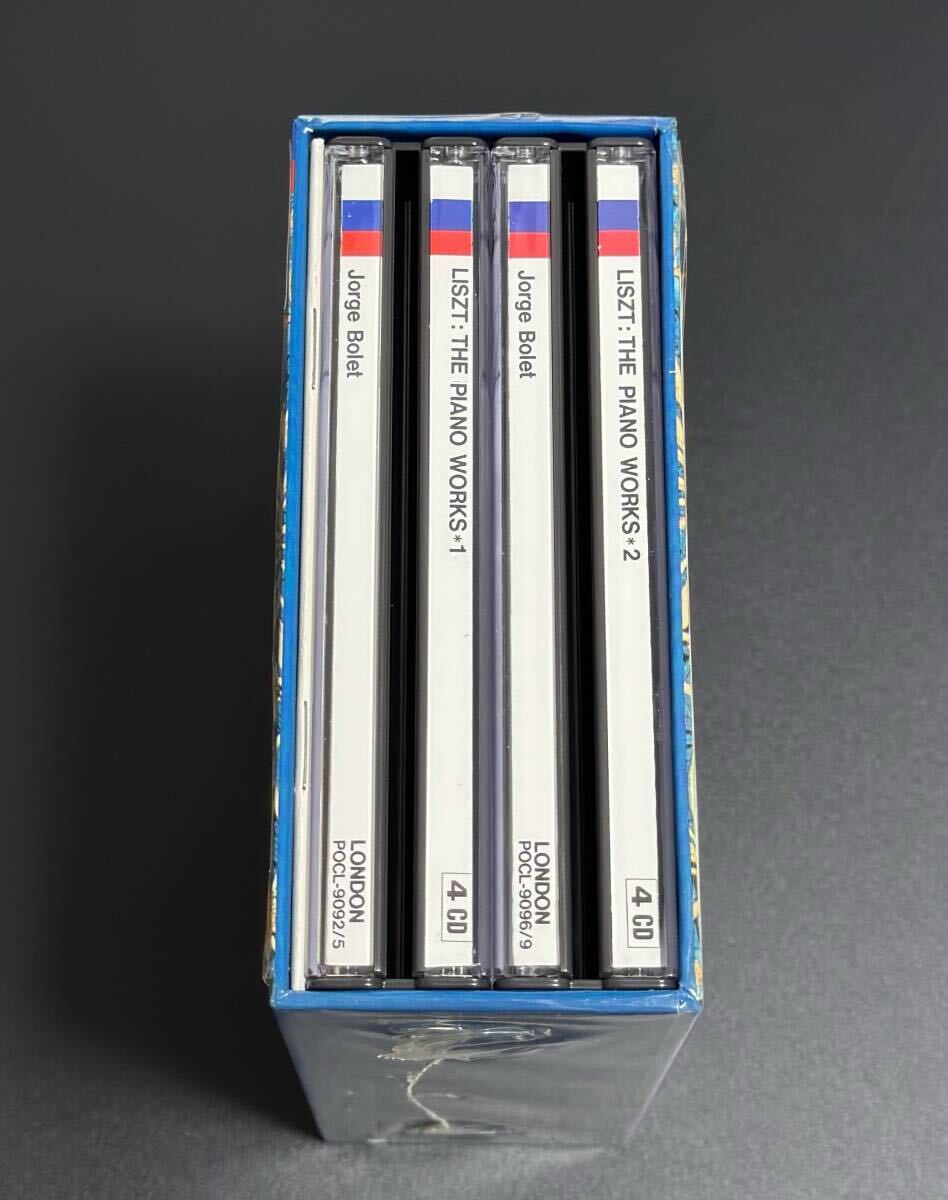 Jorge Bolet
LONDON
POCL-9092/5
LISZT: THE PIANO WORKS*1
4 CD
Jorge Bolet
LONDON
POCL-9096/9
LISZT: THE PIANO WORKS*2
4 CD